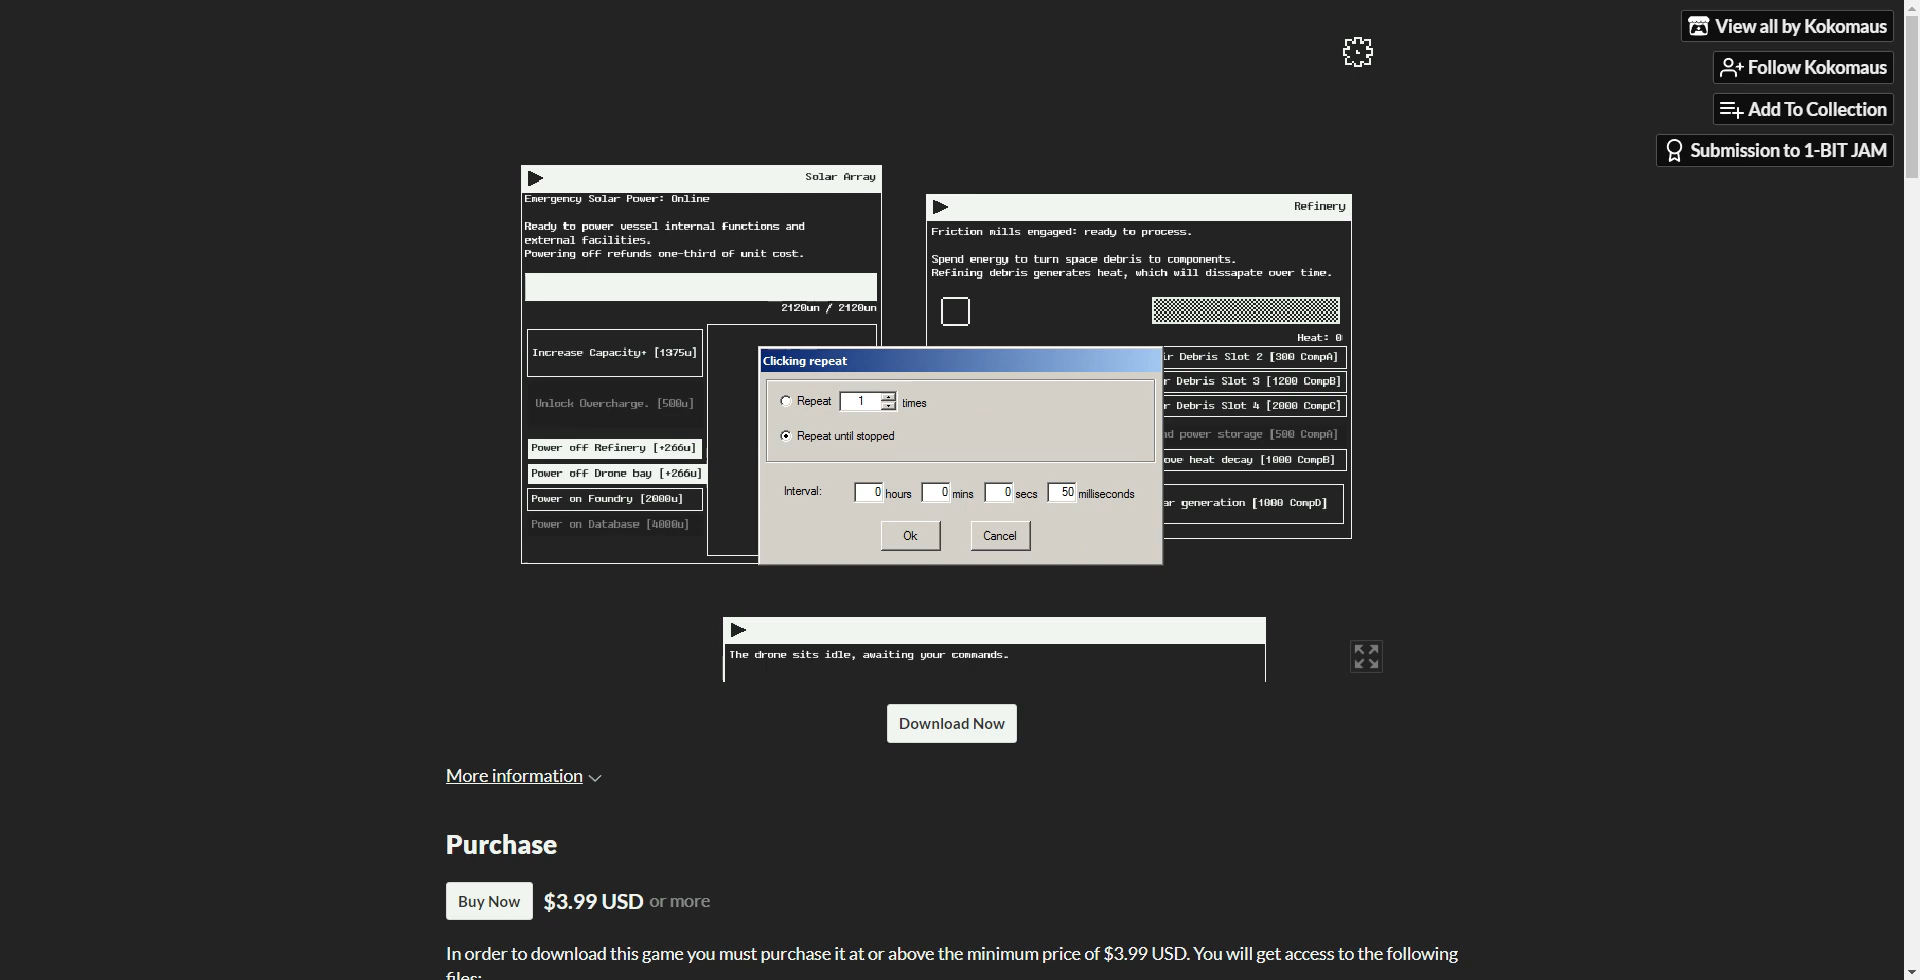 View all by Kokomaus
Follow Kokomaus
Add To Collection
Submission to 1-BIT JAM
Solar Array
Emergency Solar Power: Online
Ready to power vessel internal functions and
external facilities.
Powering off refunds one-third of unit cost.
2120un / 2120un
Increase Capacity+ [1375u]
Unlock Overcharge. [500u]
Power off Refinery [+266u]
Power off Drome bay [+266u]
Power on Foundry [2000u]
Power on Database [4000u]
Refinery
Friction mills engaged: ready to process.
Spend energy to turn space debris to components.
Refining debris generates heat, which will dissapate over time.
Heat: 0
ir Debris Slot 2 [300 CompA]
r Debris Slot 3 [1200 CompB]
r Debris Slot 4 [2000 CompC]
nd power storage [500 CompA]
ove heat decay [1000 CompB]
ar generation [1000 CompD]
Clicking repeat
Repeat 1 times
Repeat until stopped
Interval: 0 hours 0 mins 0 secs 50 milliseconds
Ok Cancel
The drone sits idle, awaiting your commands.
Download Now
More information
Purchase
Buy Now $3.99 USD or more
In order to download this game you must purchase it at or above the minimum price of $3.99 USD. You will get access to the following
files: